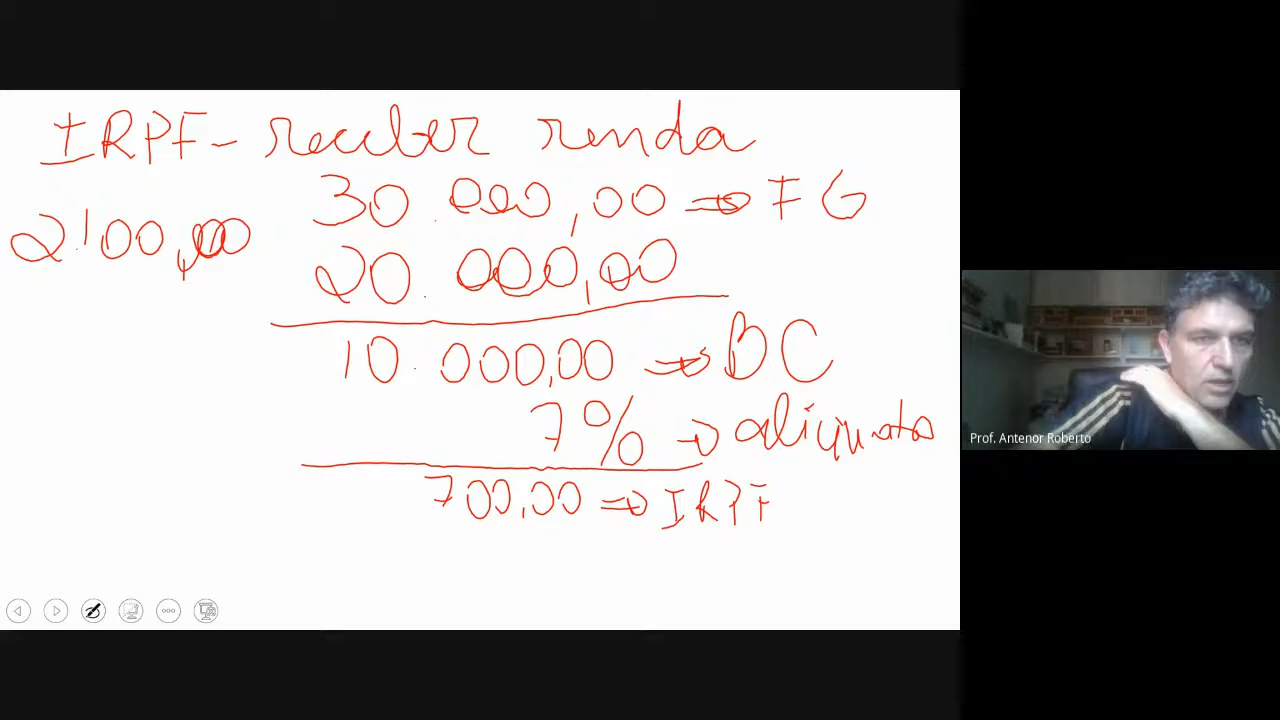 IRPF - receber renda
30.000,00 ⇒ FG
2.100,00
20.000,00
10.000,00 → BC
7% → alíquota
700,00 ⇒ IRPF
Prof. Antenor Roberto